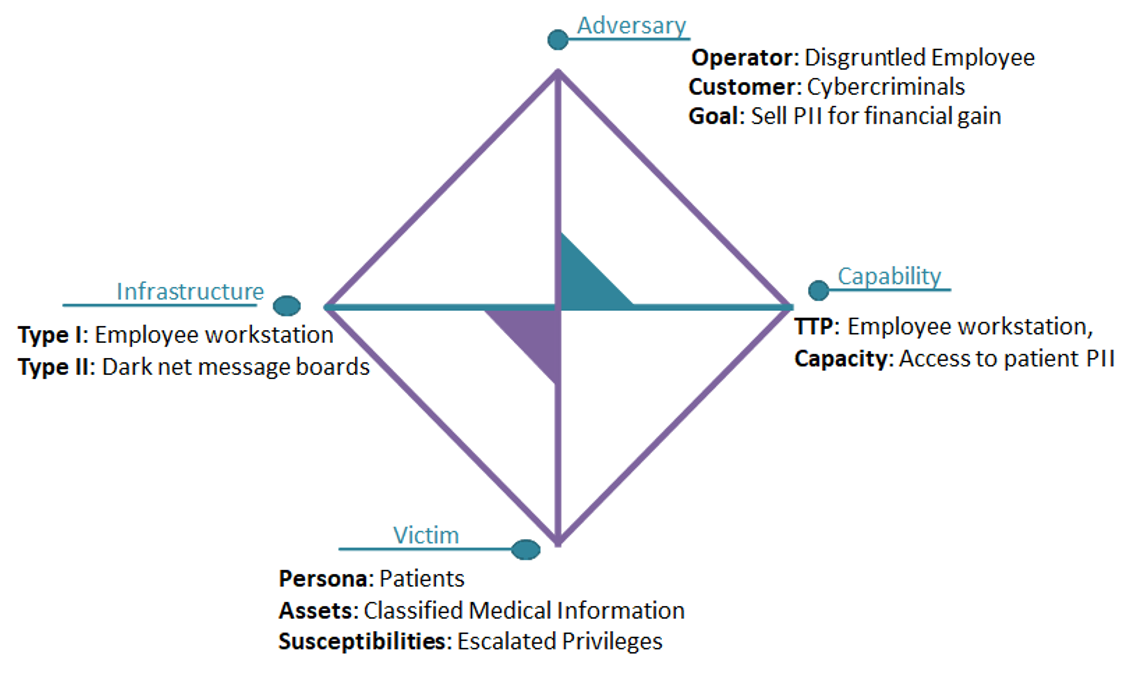 Adversary
Operator: Disgruntled Employee
Customer: Cybercriminals
Goal: Sell PII for financial gain
Infrastructure
Type I: Employee workstation
Type II: Dark net message boards
Capability
TTP: Employee workstation,
Capacity: Access to patient PII
Victim
Persona: Patients
Assets: Classified Medical Information
Susceptibilities: Escalated Privileges